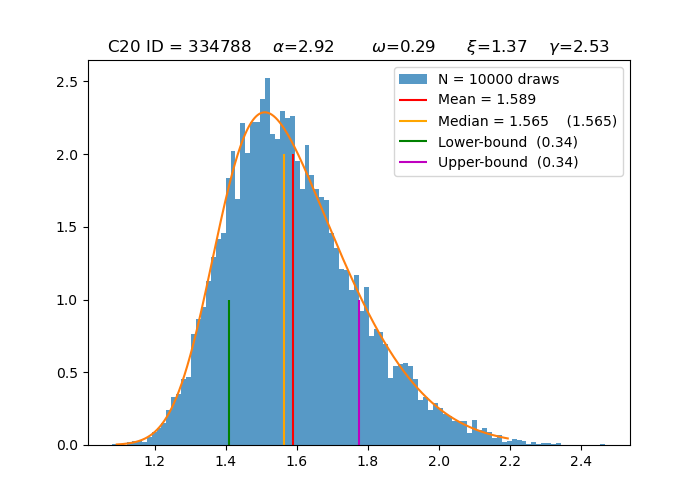 C20 ID = 334788 α=2.92 ω=0.29 ξ=1.37 γ=2.53
N = 10000 draws
Mean = 1.589
Median = 1.565 (1.565)
Lower-bound (0.34)
Upper-bound (0.34)
2.5
2.0
1.5
1.0
0.5
0.0
1.2 1.4 1.6 1.8 2.0 2.2 2.4